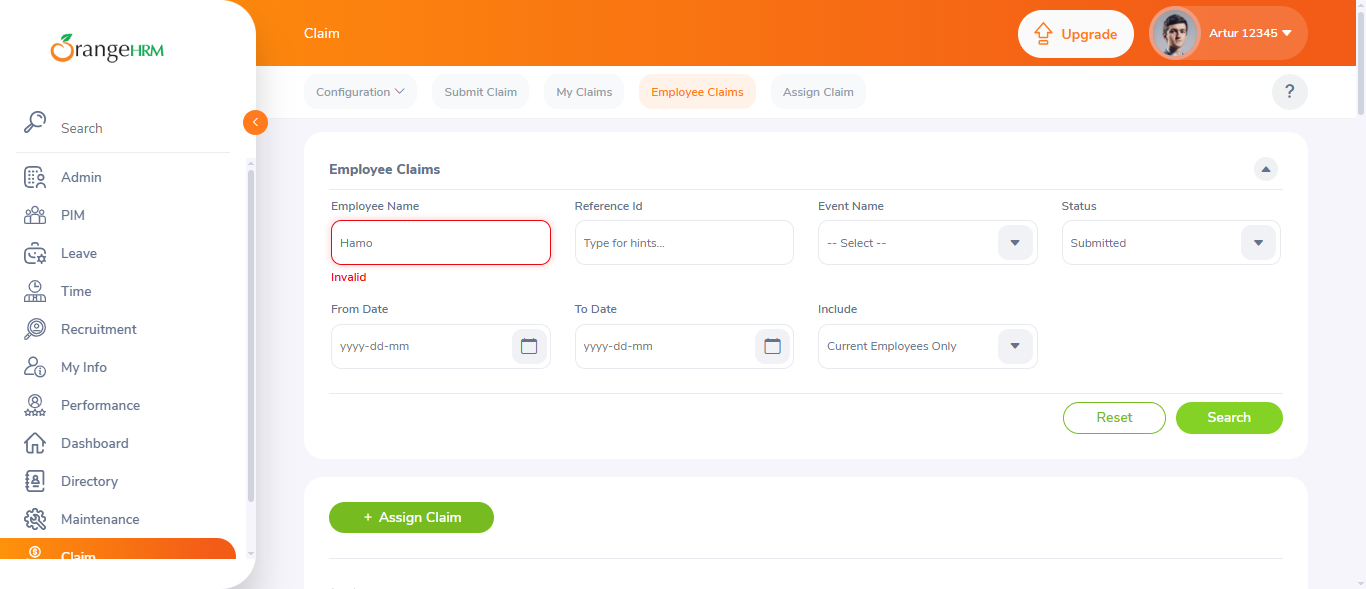 OrangeHRM
Search
Admin
PIM
Leave
Time
Recruitment
My Info
Performance
Dashboard
Directory
Maintenance
Claim
Claim
Upgrade
Artur 12345
Configuration
Submit Claim
My Claims
Employee Claims
Assign Claim
?
Employee Claims
Employee Name
Reference Id
Event Name
Status
Hamo
Type for hints...
-- Select --
Submitted
Invalid
From Date
To Date
Include
yyyy-dd-mm
yyyy-dd-mm
Current Employees Only
Reset
Search
+ Assign Claim